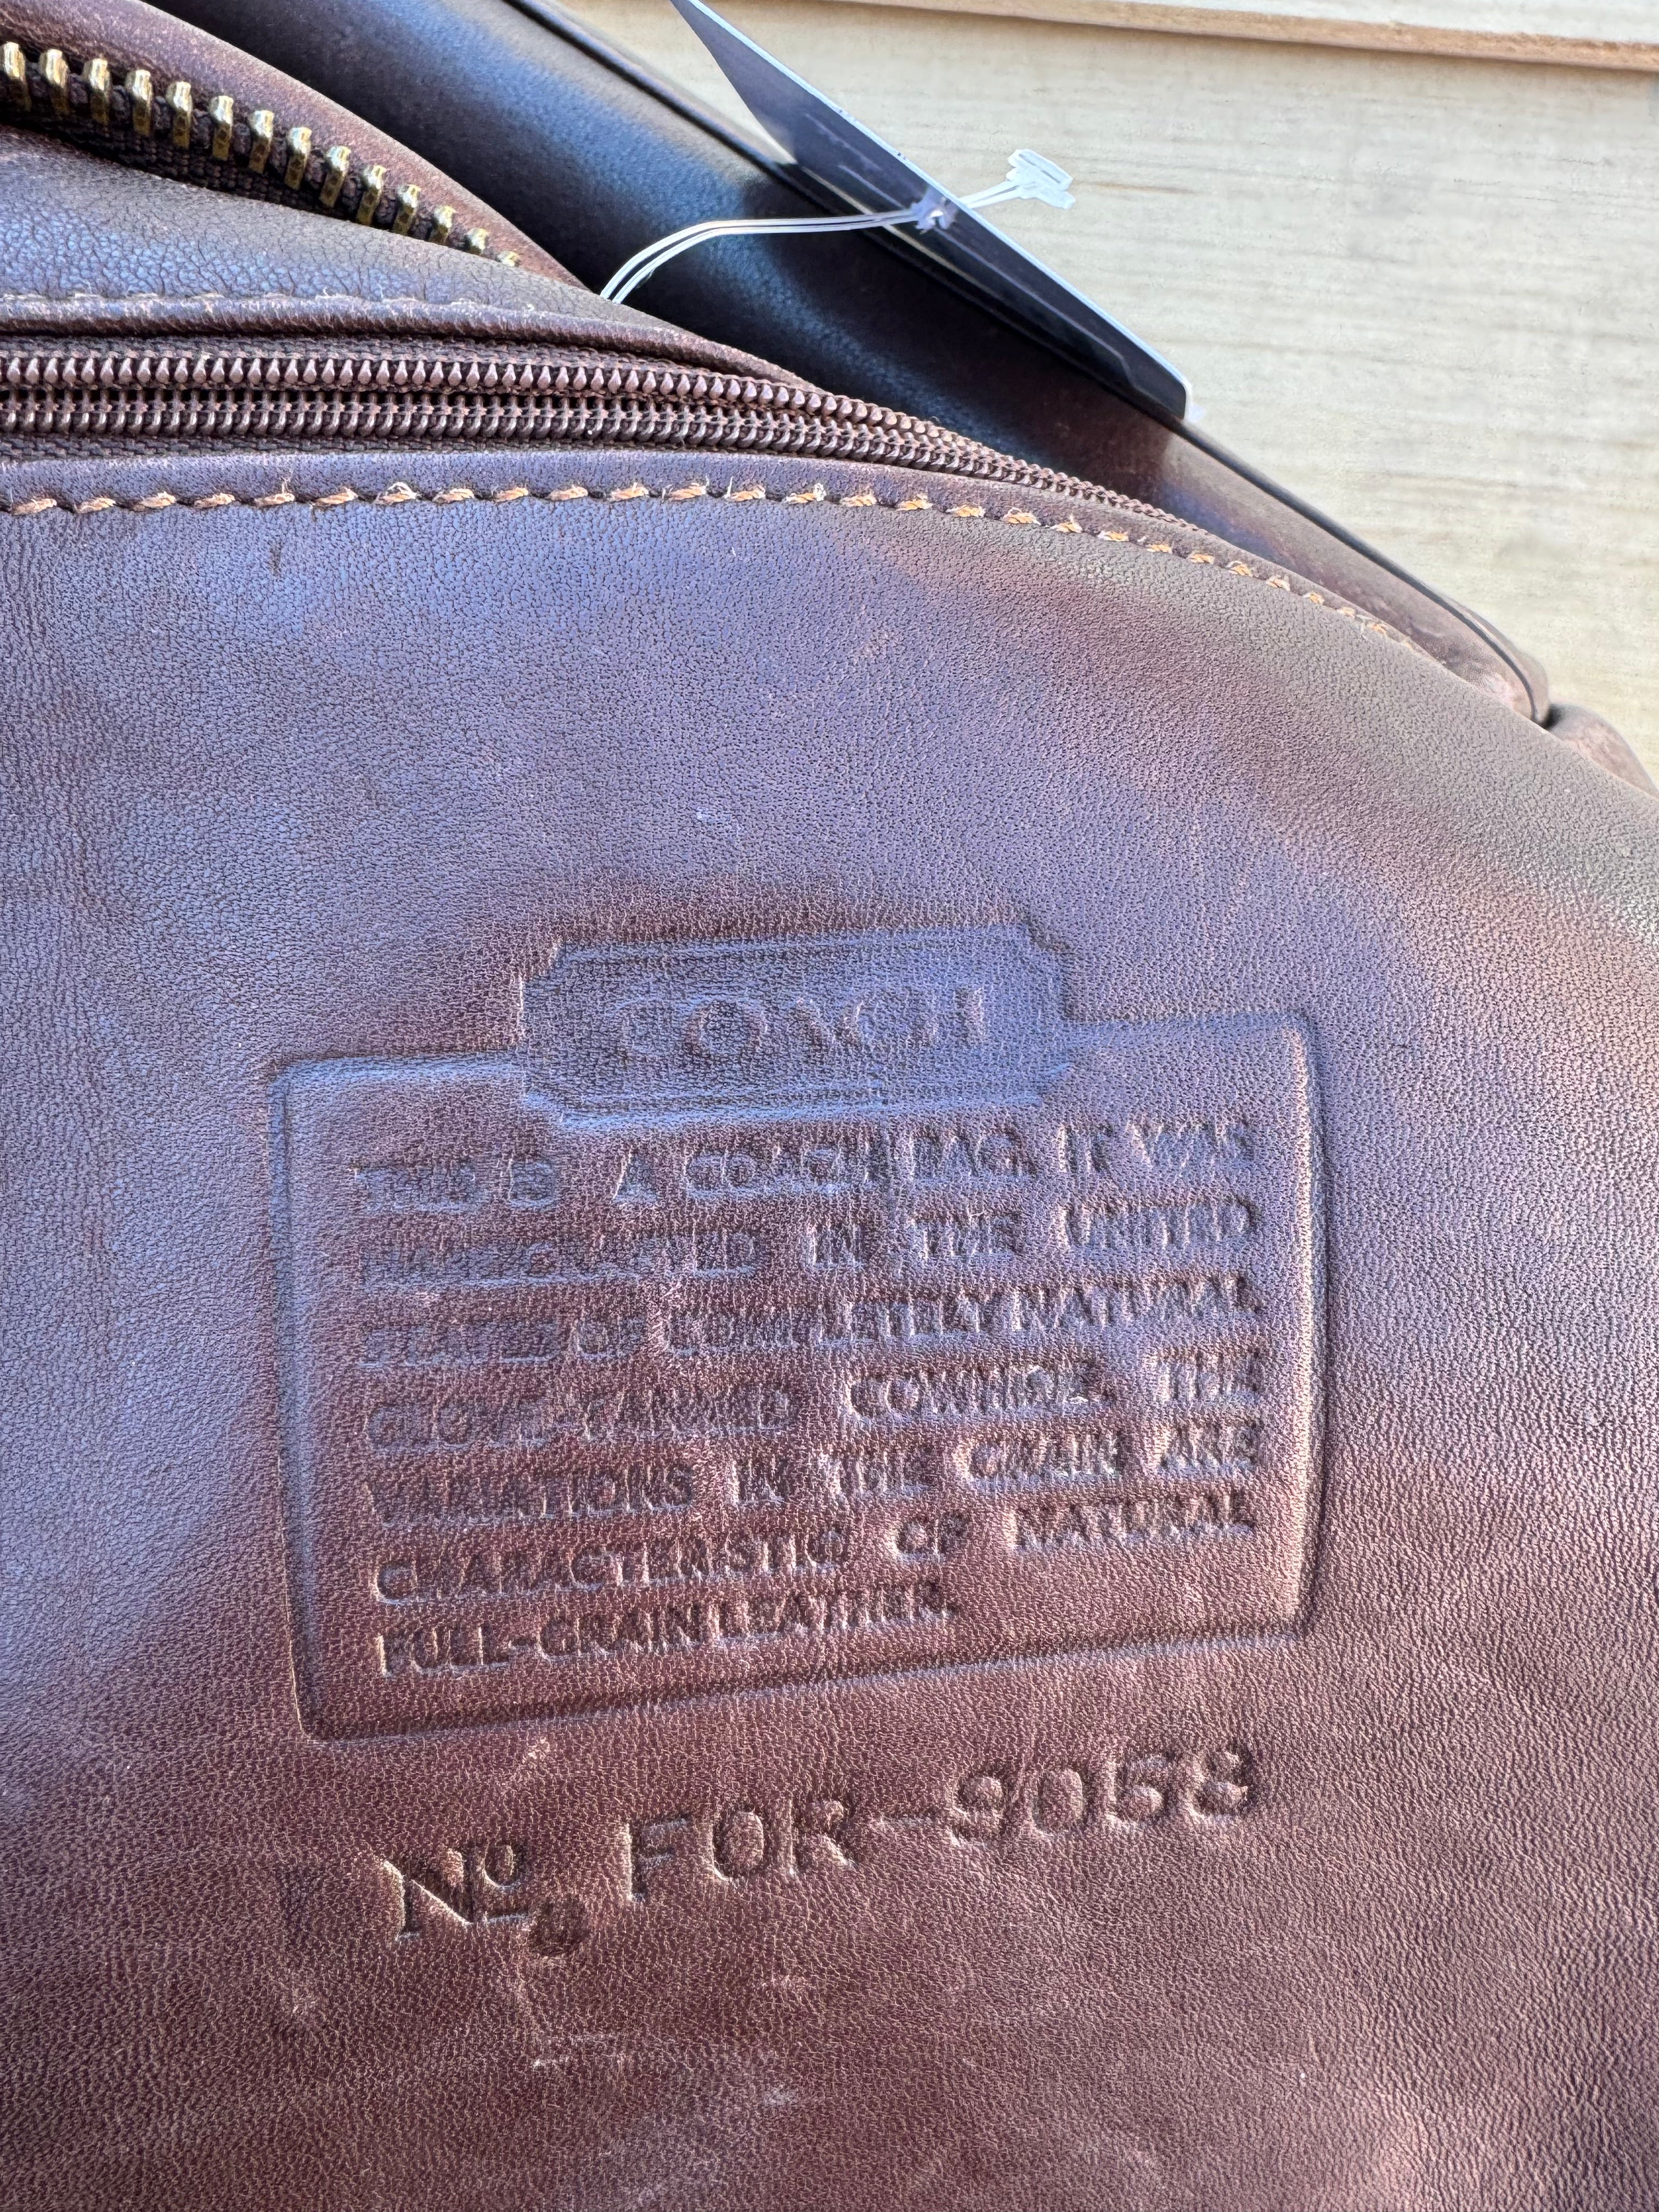 COACH
THIS IS A COACH BAG. IT WAS
HANDCRAFTED IN THE UNITED
STATES OF COMPLETELY NATURAL
GLOVE-TANNED COWHIDE. THE
VARIATIONS IN THE GRAIN ARE
CHARACTERISTIC OF NATURAL
FULL-GRAIN LEATHER.
Nº FOR-9058